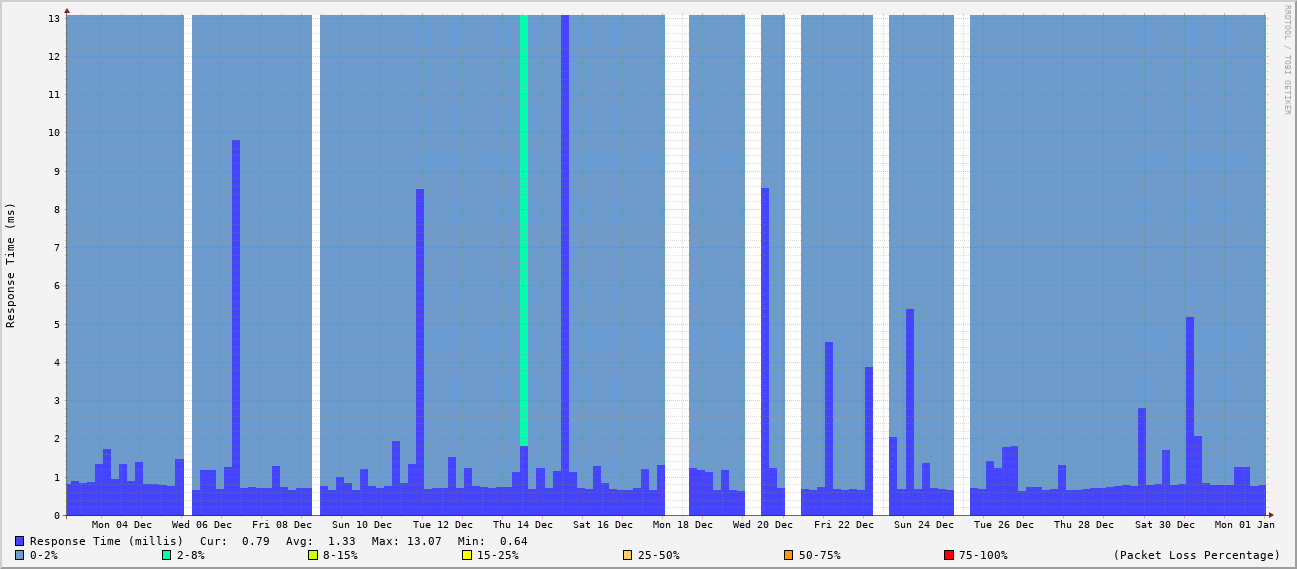 RRDTOOL / TOBI OETIKER
Response Time (ms)
13
12
11
10
9
8
7
6
5
4
3
2
1
0
Mon 04 Dec Wed 06 Dec Fri 08 Dec Sun 10 Dec Tue 12 Dec Thu 14 Dec Sat 16 Dec Mon 18 Dec Wed 20 Dec Fri 22 Dec Sun 24 Dec Tue 26 Dec Thu 28 Dec Sat 30 Dec Mon 01 Jan
Response Time (millis) Cur: 0.79 Avg: 1.33 Max: 13.07 Min: 0.64
0-2% 2-8% 8-15% 15-25% 25-50% 50-75% 75-100% (Packet Loss Percentage)